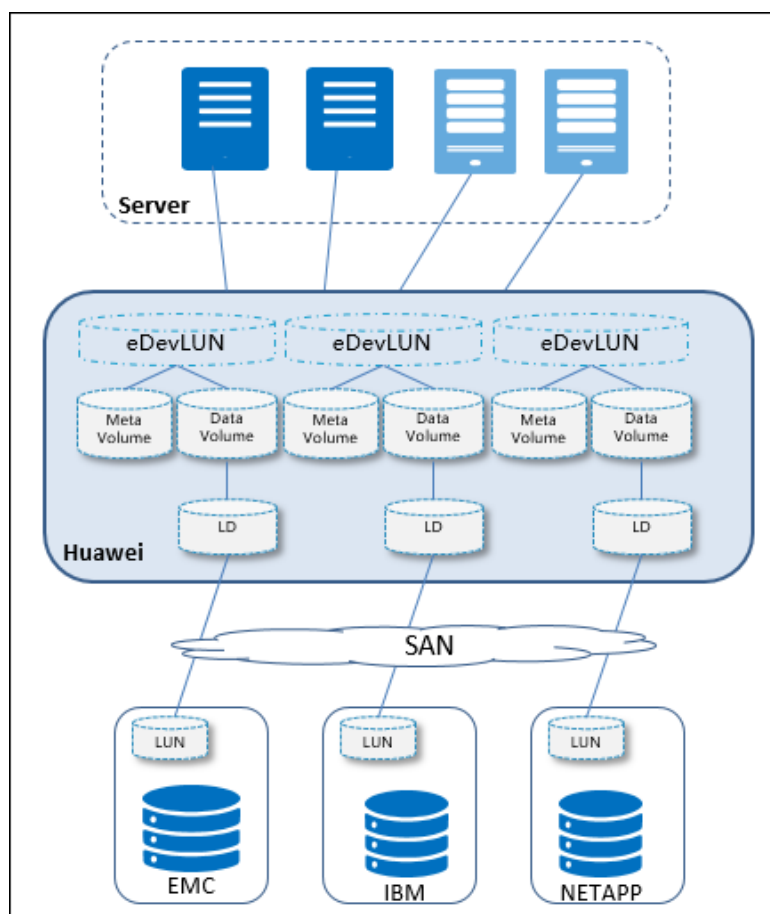 Server
eDevLUN
eDevLUN
eDevLUN
Meta
Volume
Data
Volume
Meta
Volume
Data
Volume
Meta
Volume
Data
Volume
LD
LD
LD
Huawei
SAN
LUN
LUN
LUN
EMC
IBM
NETAPP